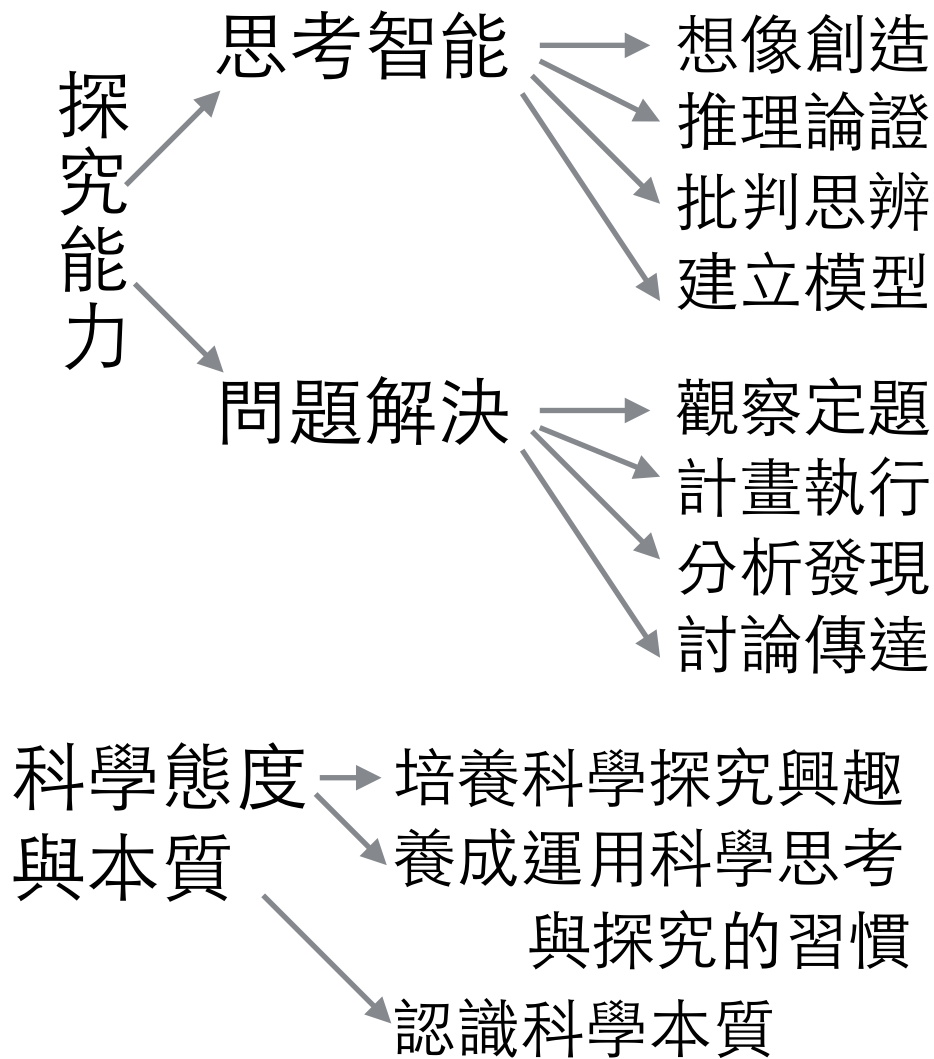 探究能力
思考智能
想像創造
推理論證
批判思辨
建立模型
問題解決
觀察定題
計畫執行
分析發現
討論傳達
科學態度
與本質
培養科學探究興趣
養成運用科學思考
與探究的習慣
認識科學本質